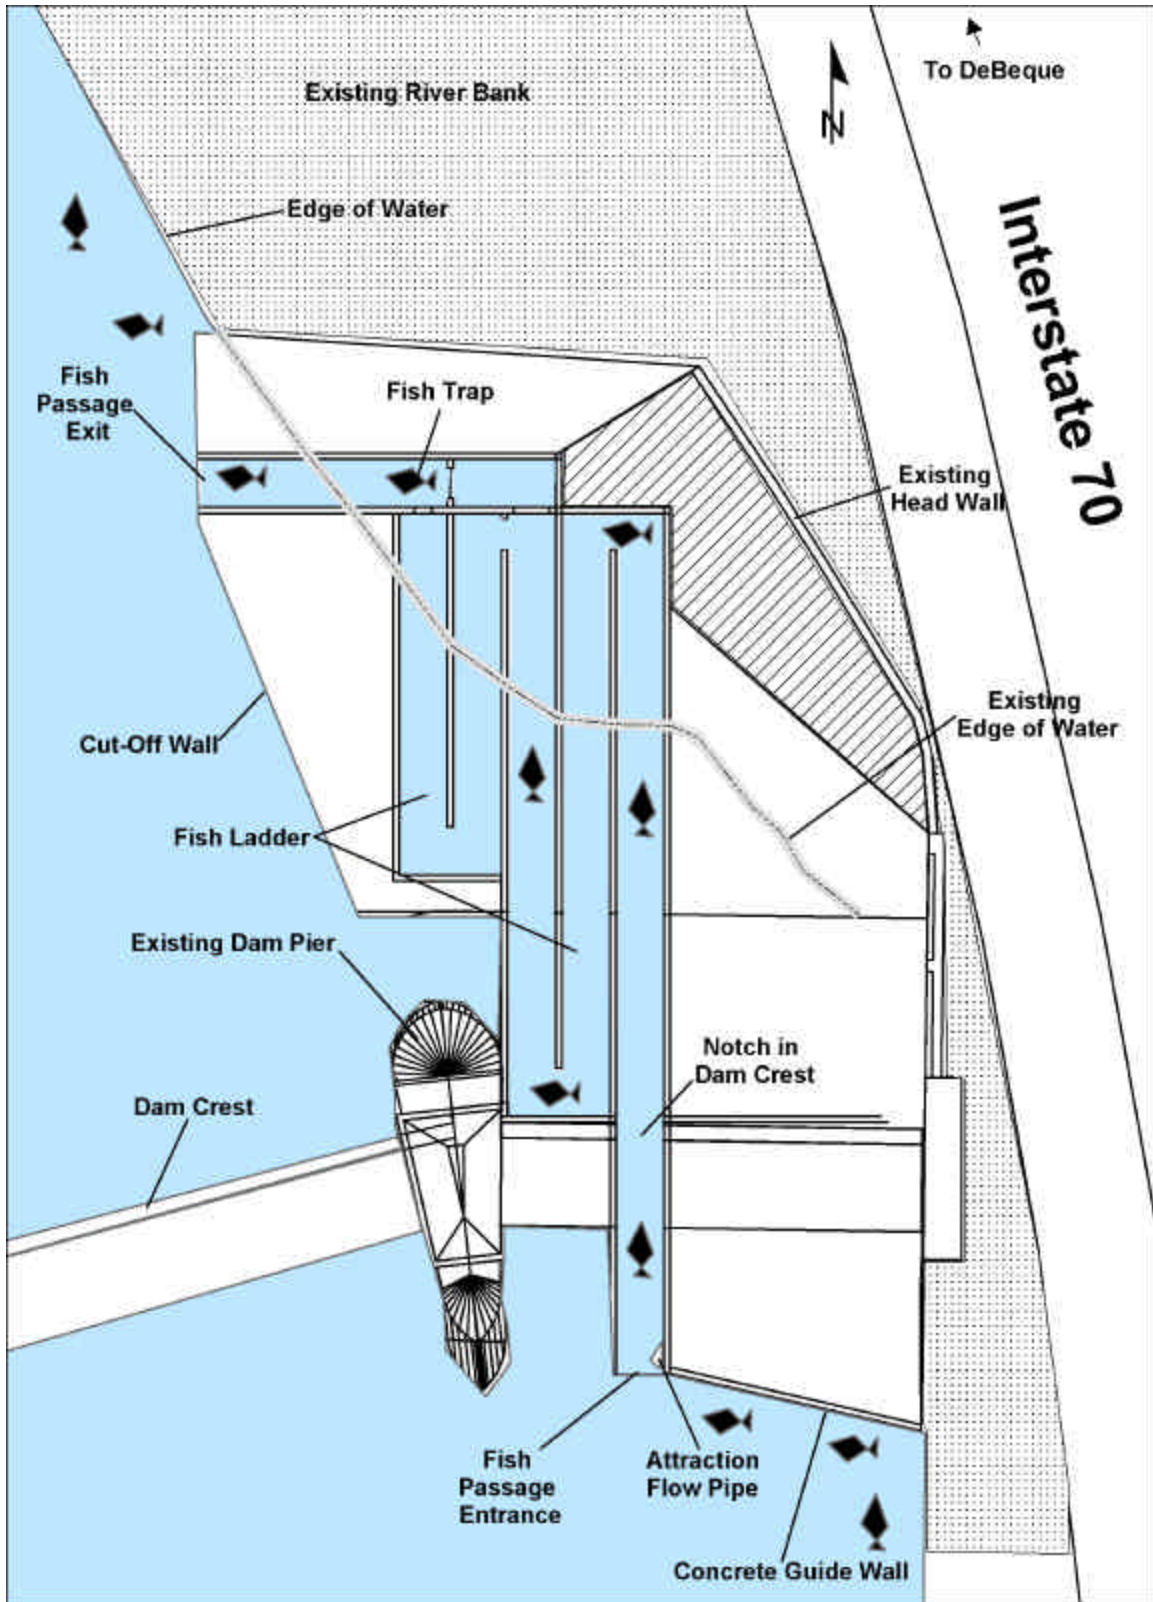 To DeBeque
Existing River Bank
N
Interstate 70
Edge of Water
Fish
Passage
Exit
Fish Trap
Existing
Head Wall
Existing
Edge of Water
Cut-Off Wall
Fish Ladder
Existing Dam Pier
Notch in
Dam Crest
Dam Crest
Fish
Passage
Entrance
Attraction
Flow Pipe
Concrete Guide Wall